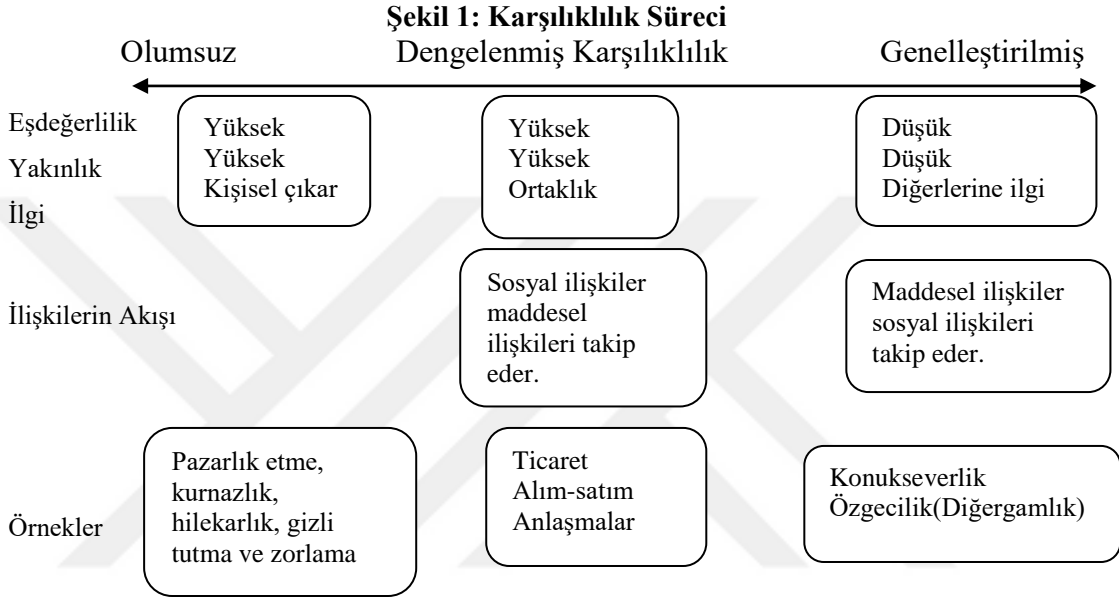 Şekil 1: Karşılıklılık Süreci
Olumsuz Dengelenmiş Karşılıklılık Genelleştirilmiş
Eşdeğerlilik
Yakınlık
İlgi
Yüksek
Yüksek
Kişisel çıkar
Yüksek
Yüksek
Ortaklık
Düşük
Düşük
Diğerlerine ilgi
İlişkilerin Akışı
Sosyal ilişkiler
maddesel
ilişkileri takip
eder.
Maddesel ilişkiler
sosyal ilişkileri
takip eder.
Örnekler
Pazarlık etme,
kurnazlık,
hilekarlık, gizli
tutma ve zorlama
Ticaret
Alım-satım
Anlaşmalar
Konukseverlik
Özgecilik(Diğergamlık)